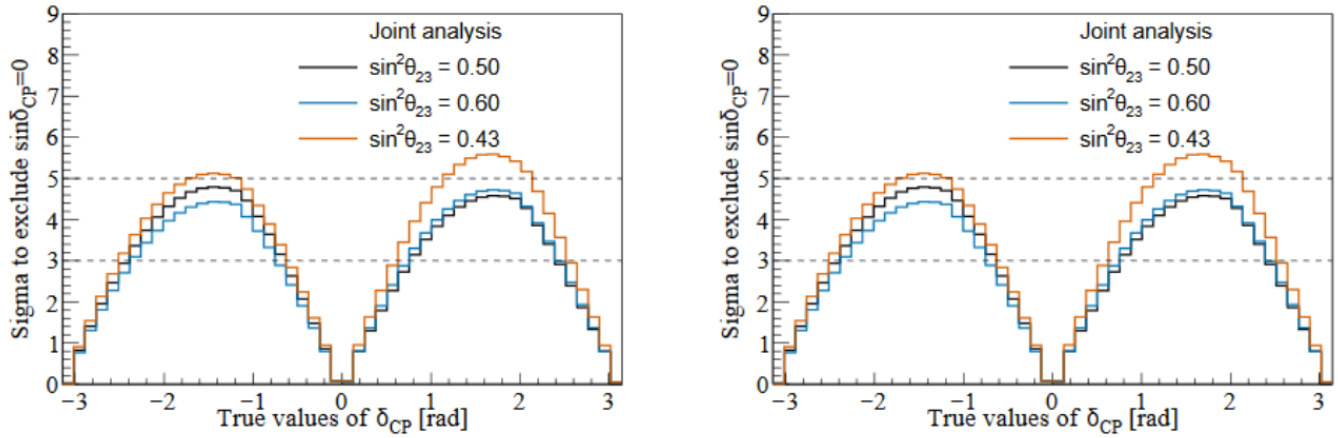 Sigma to exclude sinδCP=0
9
8
7
6
5
4
3
2
1
0
Joint analysis
sin²θ₂₃ = 0.50
sin²θ₂₃ = 0.60
sin²θ₂₃ = 0.43
−3 −2 −1 0 1 2 3
True values of δCP [rad]
Sigma to exclude sinδCP=0
9
8
7
6
5
4
3
2
1
0
Joint analysis
sin²θ₂₃ = 0.50
sin²θ₂₃ = 0.60
sin²θ₂₃ = 0.43
−3 −2 −1 0 1 2 3
True values of δCP [rad]